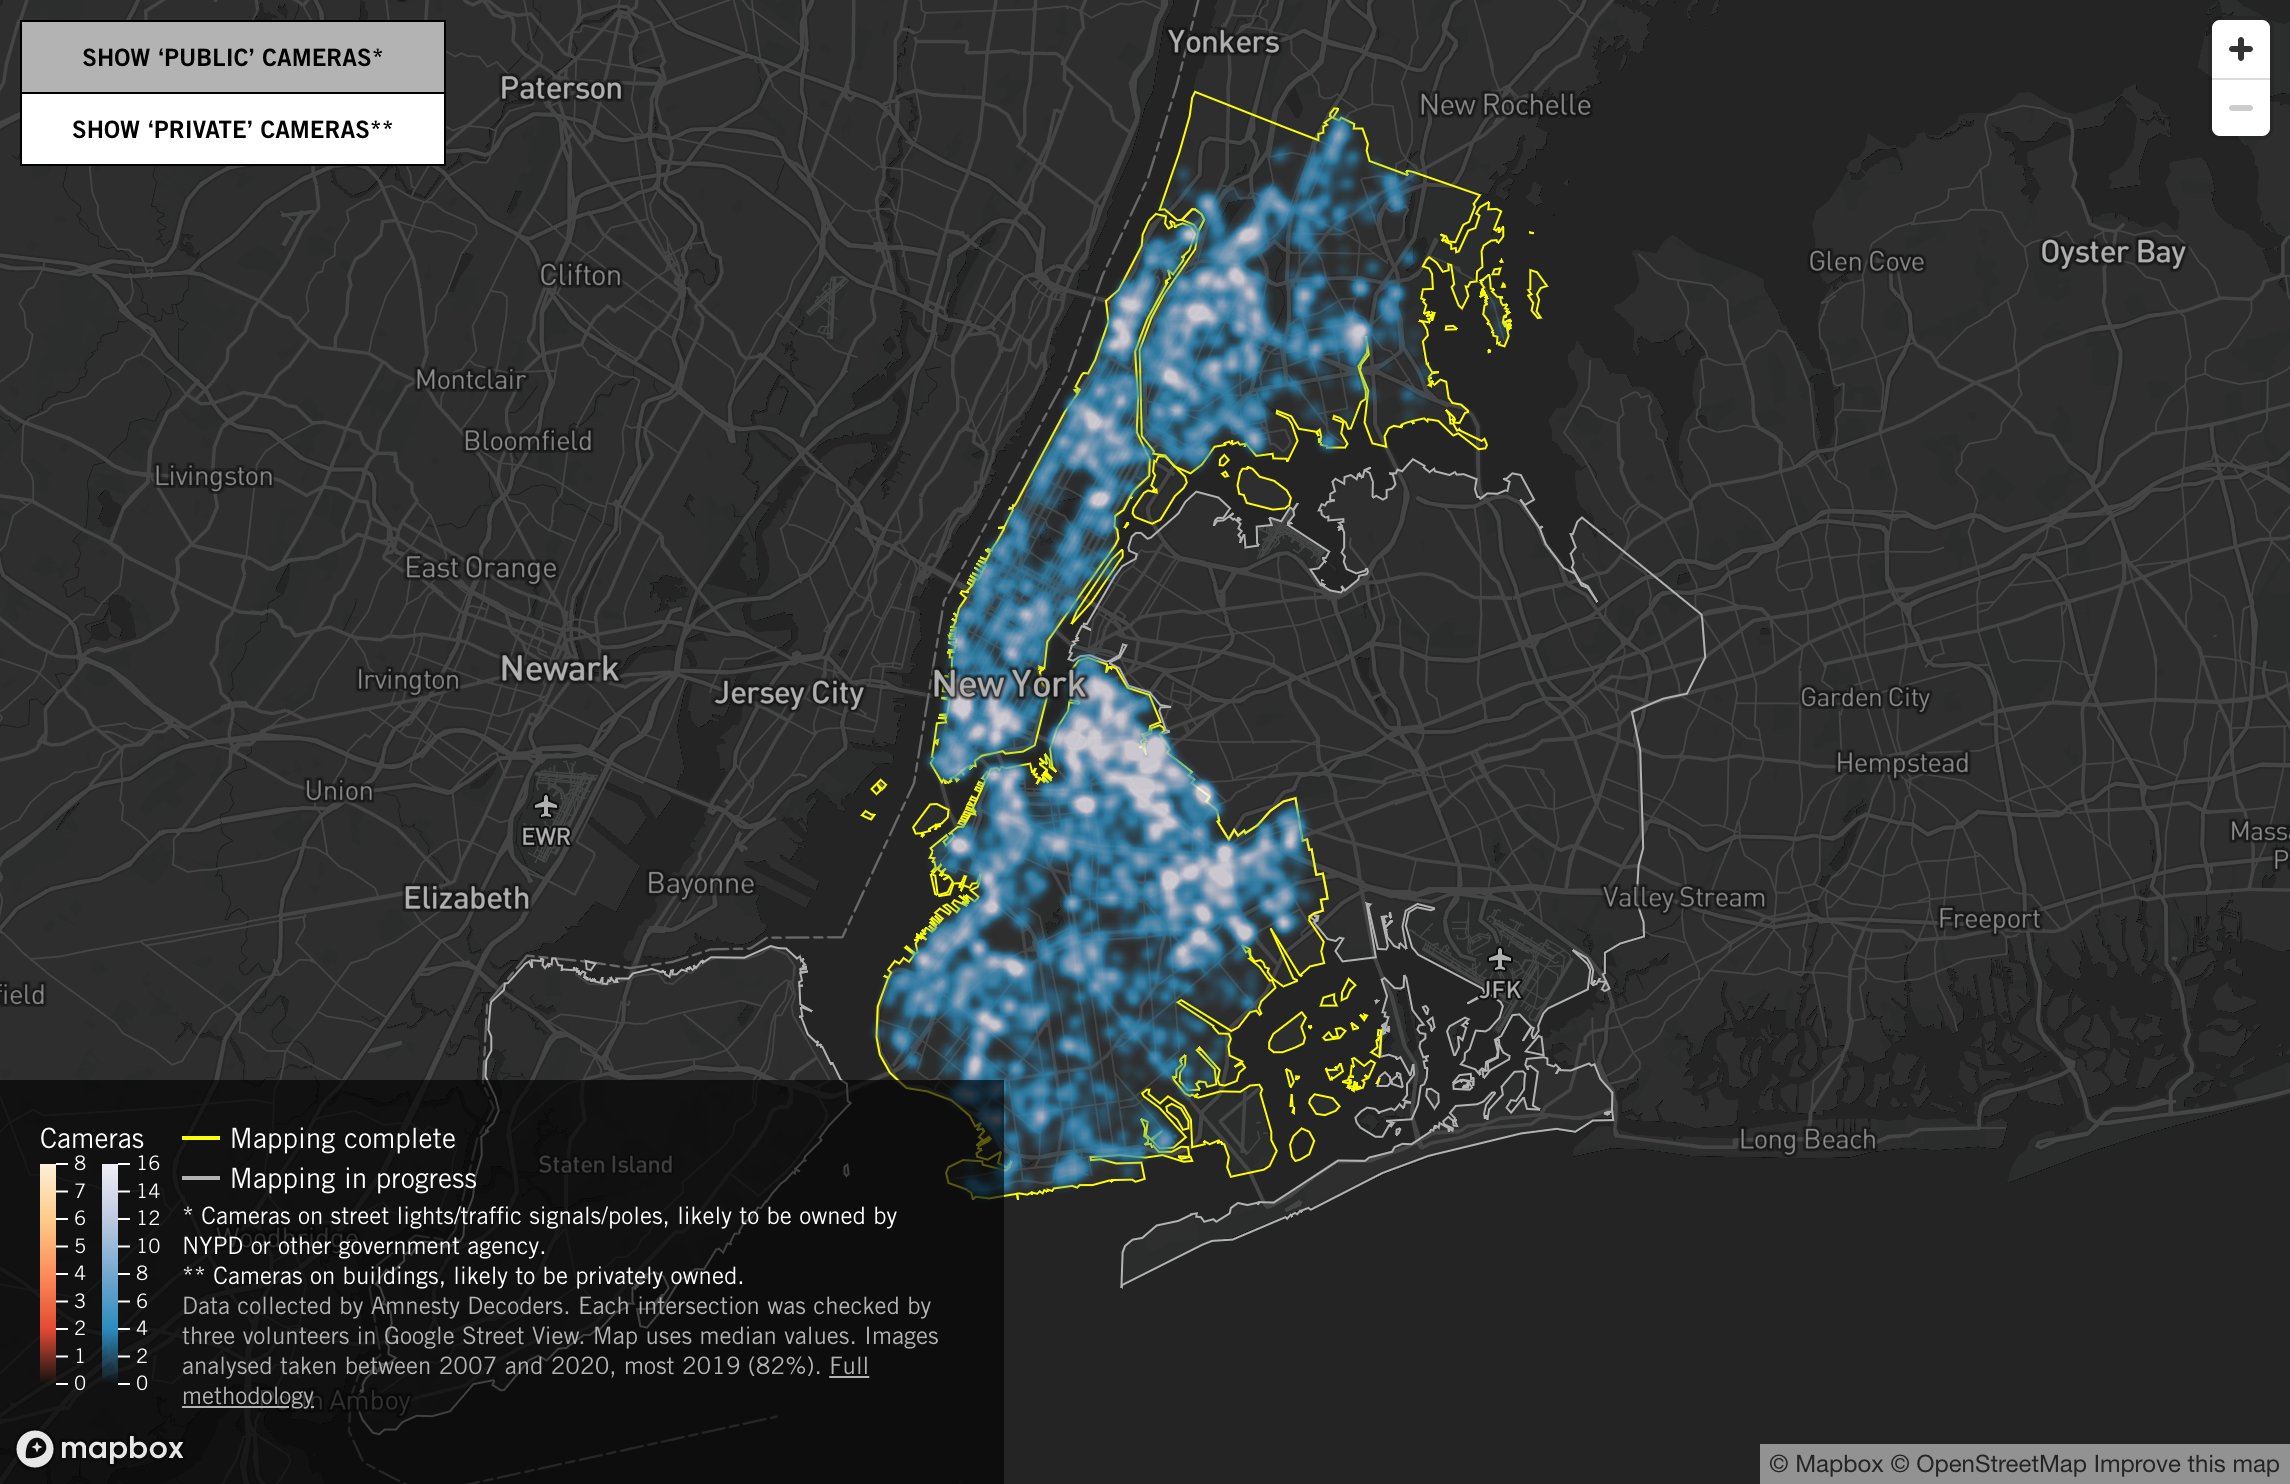 SHOW ‘PUBLIC’ CAMERAS*
SHOW ‘PRIVATE’ CAMERAS**
+
−
Yonkers
Paterson
New Rochelle
Clifton
Glen Cove
Oyster Bay
Montclair
Bloomfield
Livingston
East Orange
Newark
Irvington
Jersey City
New York
Garden City
Hempstead
Union
EWR
Mass
P
Elizabeth
Bayonne
Valley Stream
Freeport
field
JFK
Long Beach
Staten Island
Woodbridge
Amboy
Cameras
8 16
7 14
6 12
5 10
4 8
3 6
2 4
1 2
0 0
Mapping complete
Mapping in progress
* Cameras on street lights/traffic signals/poles, likely to be owned by
NYPD or other government agency.
** Cameras on buildings, likely to be privately owned.
Data collected by Amnesty Decoders. Each intersection was checked by
three volunteers in Google Street View. Map uses median values. Images
analysed taken between 2007 and 2020, most 2019 (82%). Full
methodology
mapbox
© Mapbox © OpenStreetMap Improve this map